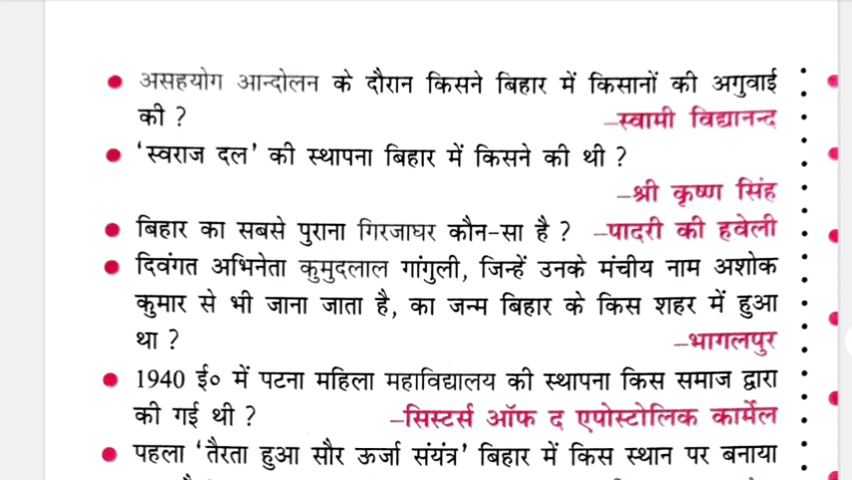 असहयोग आन्दोलन के दौरान किसने बिहार में किसानों की अगुवाई
की ? –स्वामी विद्यानन्द
'स्वराज दल' की स्थापना बिहार में किसने की थी ?
–श्री कृष्ण सिंह
बिहार का सबसे पुराना गिरजाघर कौन-सा है ? –पादरी की हवेली
दिवंगत अभिनेता कुमुदलाल गांगुली, जिन्हें उनके मंचीय नाम अशोक
कुमार से भी जाना जाता है, का जन्म बिहार के किस शहर में हुआ
था ? –भागलपुर
1940 ई० में पटना महिला महाविद्यालय की स्थापना किस समाज द्वारा
की गई थी ? –सिस्टर्स ऑफ द एपोस्टोलिक कार्मेल
पहला 'तैरता हुआ सौर ऊर्जा संयंत्र' बिहार में किस स्थान पर बनाया